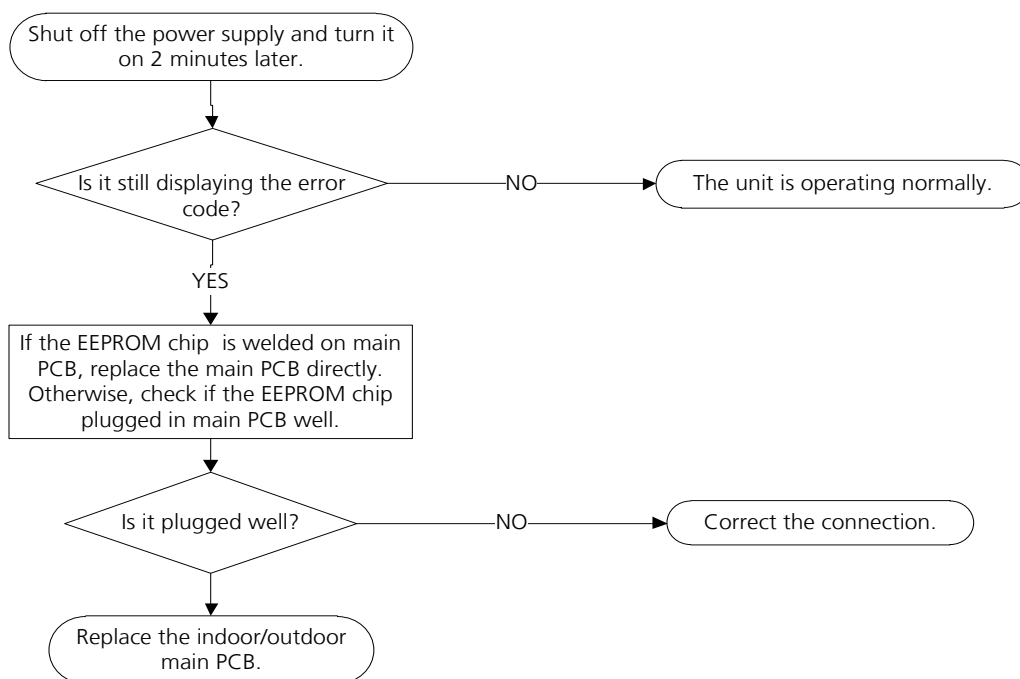 Shut off the power supply and turn it
on 2 minutes later.
Is it still displaying the error
code?
NO
The unit is operating normally.
YES
If the EEPROM chip  is welded on main
PCB, replace the main PCB directly.
Otherwise, check if the EEPROM chip
plugged in main PCB well.
Is it plugged well?
NO
Correct the connection.
Replace the indoor/outdoor
main PCB.